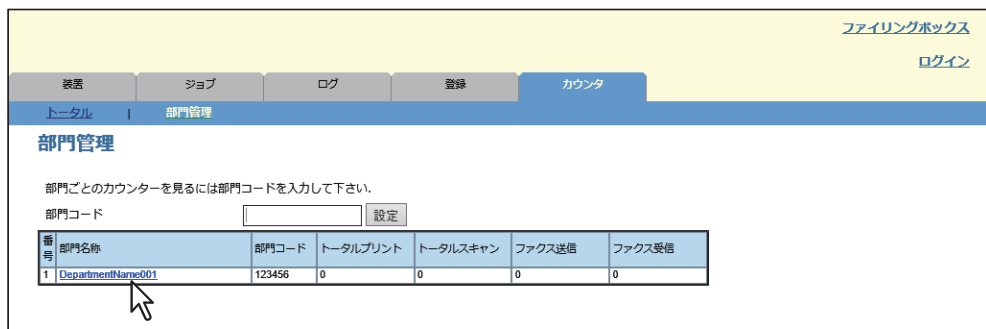 ファイリングボックス
ログイン
装置 ジョブ ログ 登録 カウンタ
トータル | 部門管理
部門管理
部門ごとのカウンターを見るには部門コードを入力して下さい.
部門コード 設定
番号 部門名称 部門コード トータルプリント トータルスキャン ファクス送信 ファクス受信
1 DepartmentName001 123456 0 0 0 0